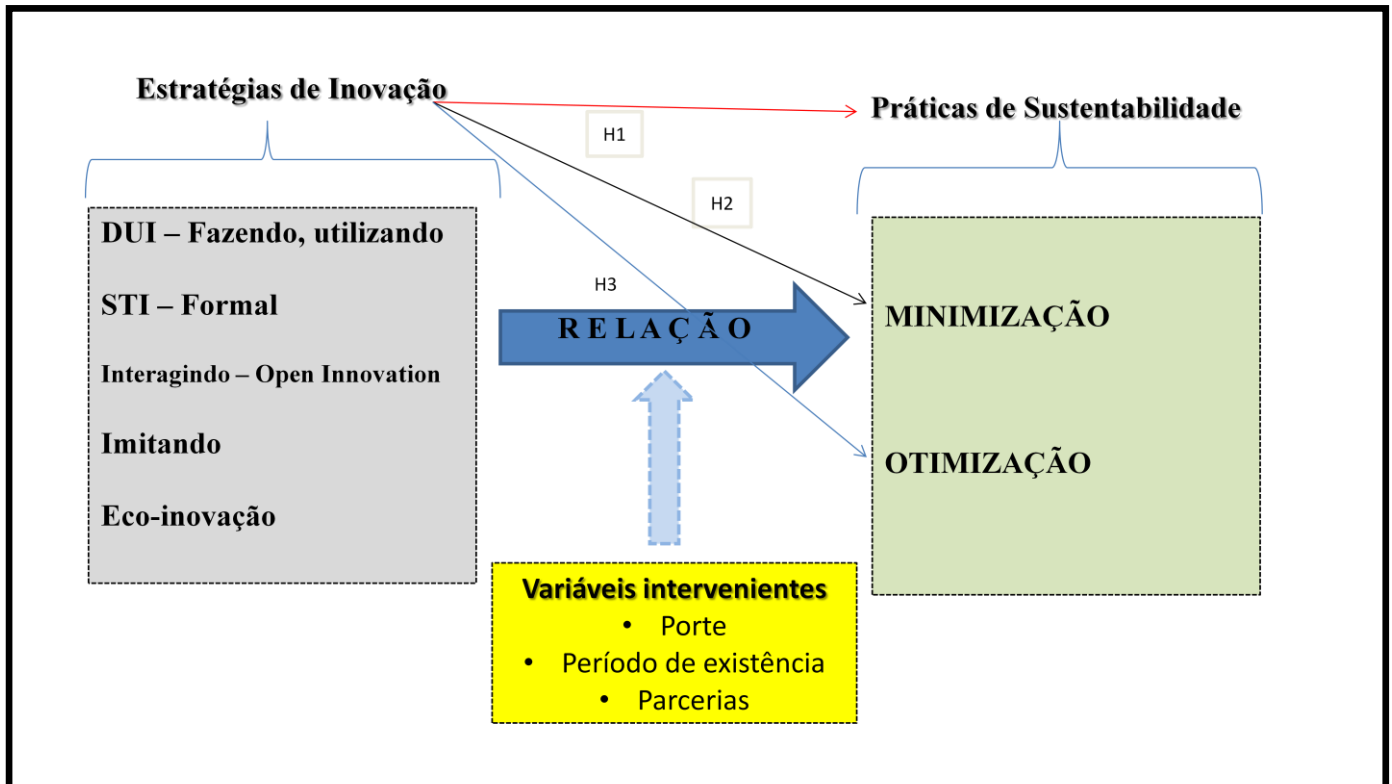 Estratégias de Inovação
Práticas de Sustentabilidade
H1
H2
H3
DUI – Fazendo, utilizando
STI – Formal
Interagindo – Open Innovation
Imitando
Eco-inovação
R E L A Ç Ã O
MINIMIZAÇÃO
OTIMIZAÇÃO
Variáveis intervenientes
• Porte
• Período de existência
• Parcerias